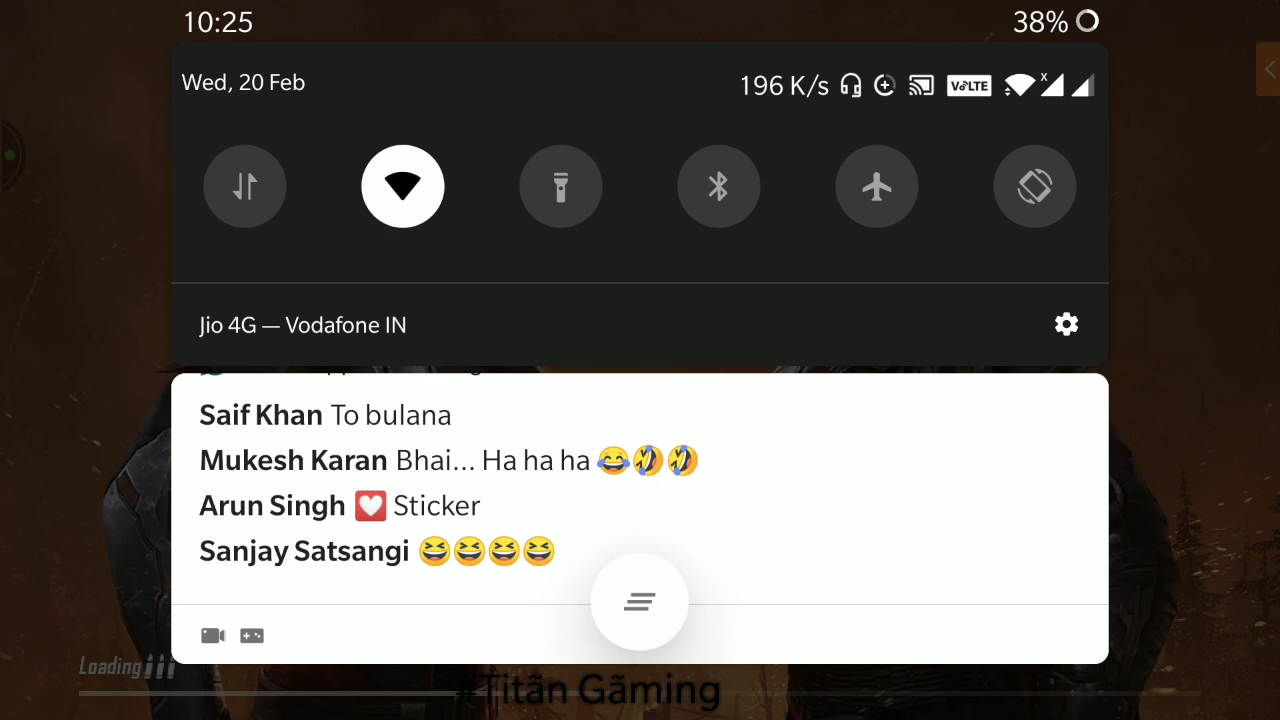 10:25 38%
Wed, 20 Feb 196 K/s VoLTE x
Jio 4G — Vodafone IN
Saif Khan To bulana
Mukesh Karan Bhai... Ha ha ha 😂🤣🤣
Arun Singh 💟 Sticker
Sanjay Satsangi 😆😆😆😆
Loading
#Titãn Gãming